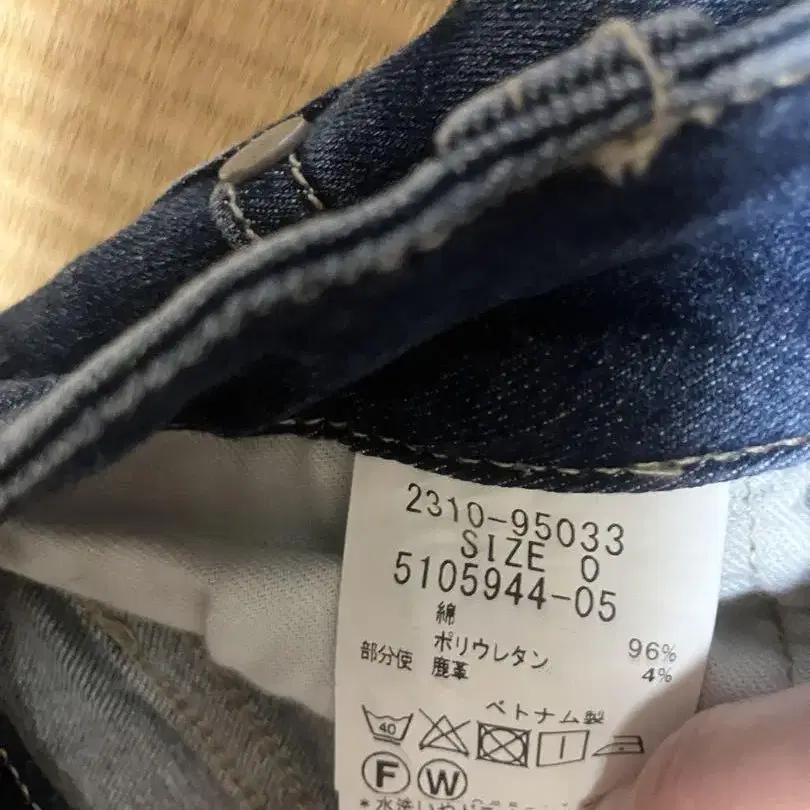 2310-95033
SIZE 0
5105944-05
綿 96%
ポリウレタン 4%
部分使 鹿革
ベトナム製
40
F W